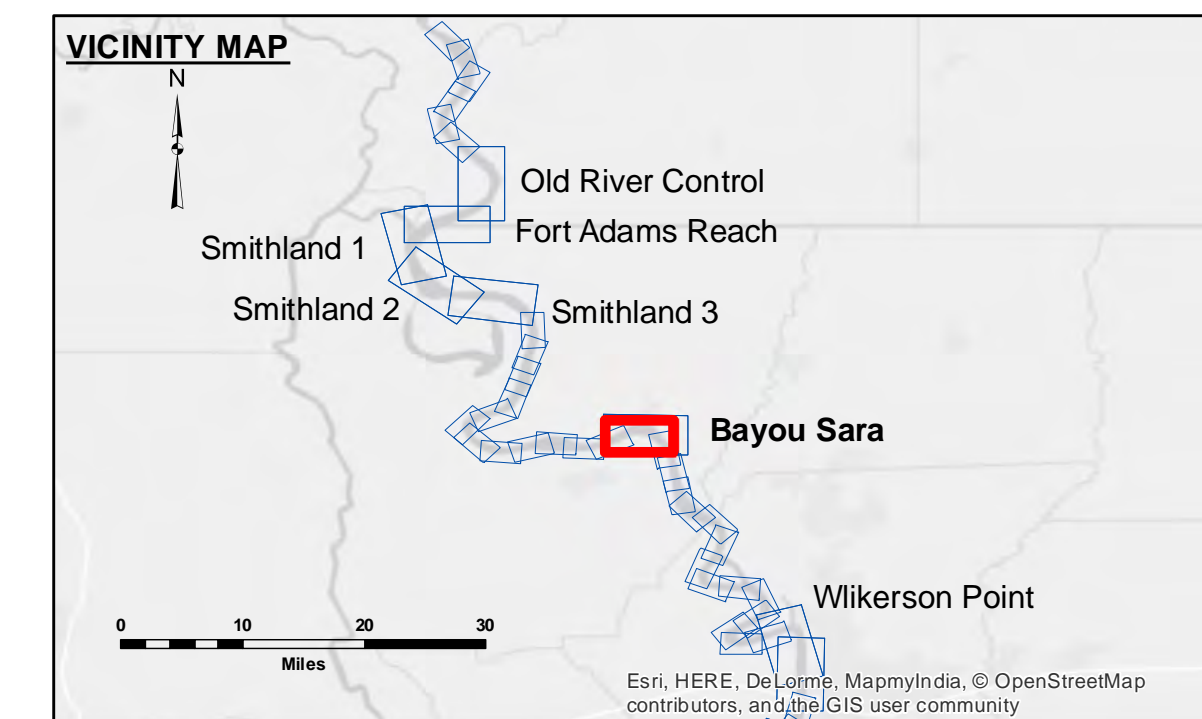 VICINITY MAP
N
Old River Control
Fort Adams Reach
Smithland 1
Smithland 2
Smithland 3
Bayou Sara
Wlikerson Point
0 10 20 30
Miles
Esri, HERE, DeLorme, MapmyIndia, © OpenStreetMap
contributors, and the GIS user community